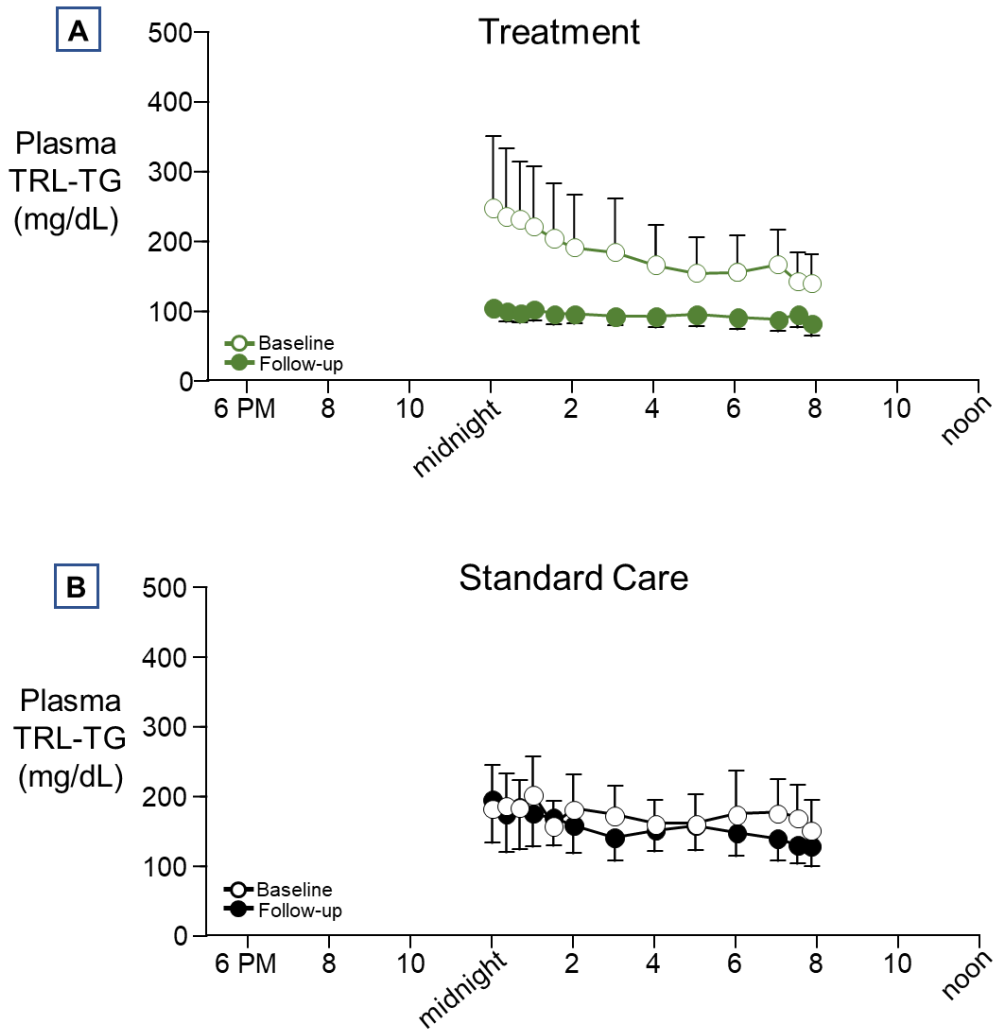 A
Treatment
Plasma
TRL-TG
(mg/dL)
500
400
300
200
100
0
Baseline
Follow-up
6 PM 8 10 midnight 2 4 6 8 10 noon
B
Standard Care
Plasma
TRL-TG
(mg/dL)
500
400
300
200
100
0
Baseline
Follow-up
6 PM 8 10 midnight 2 4 6 8 10 noon